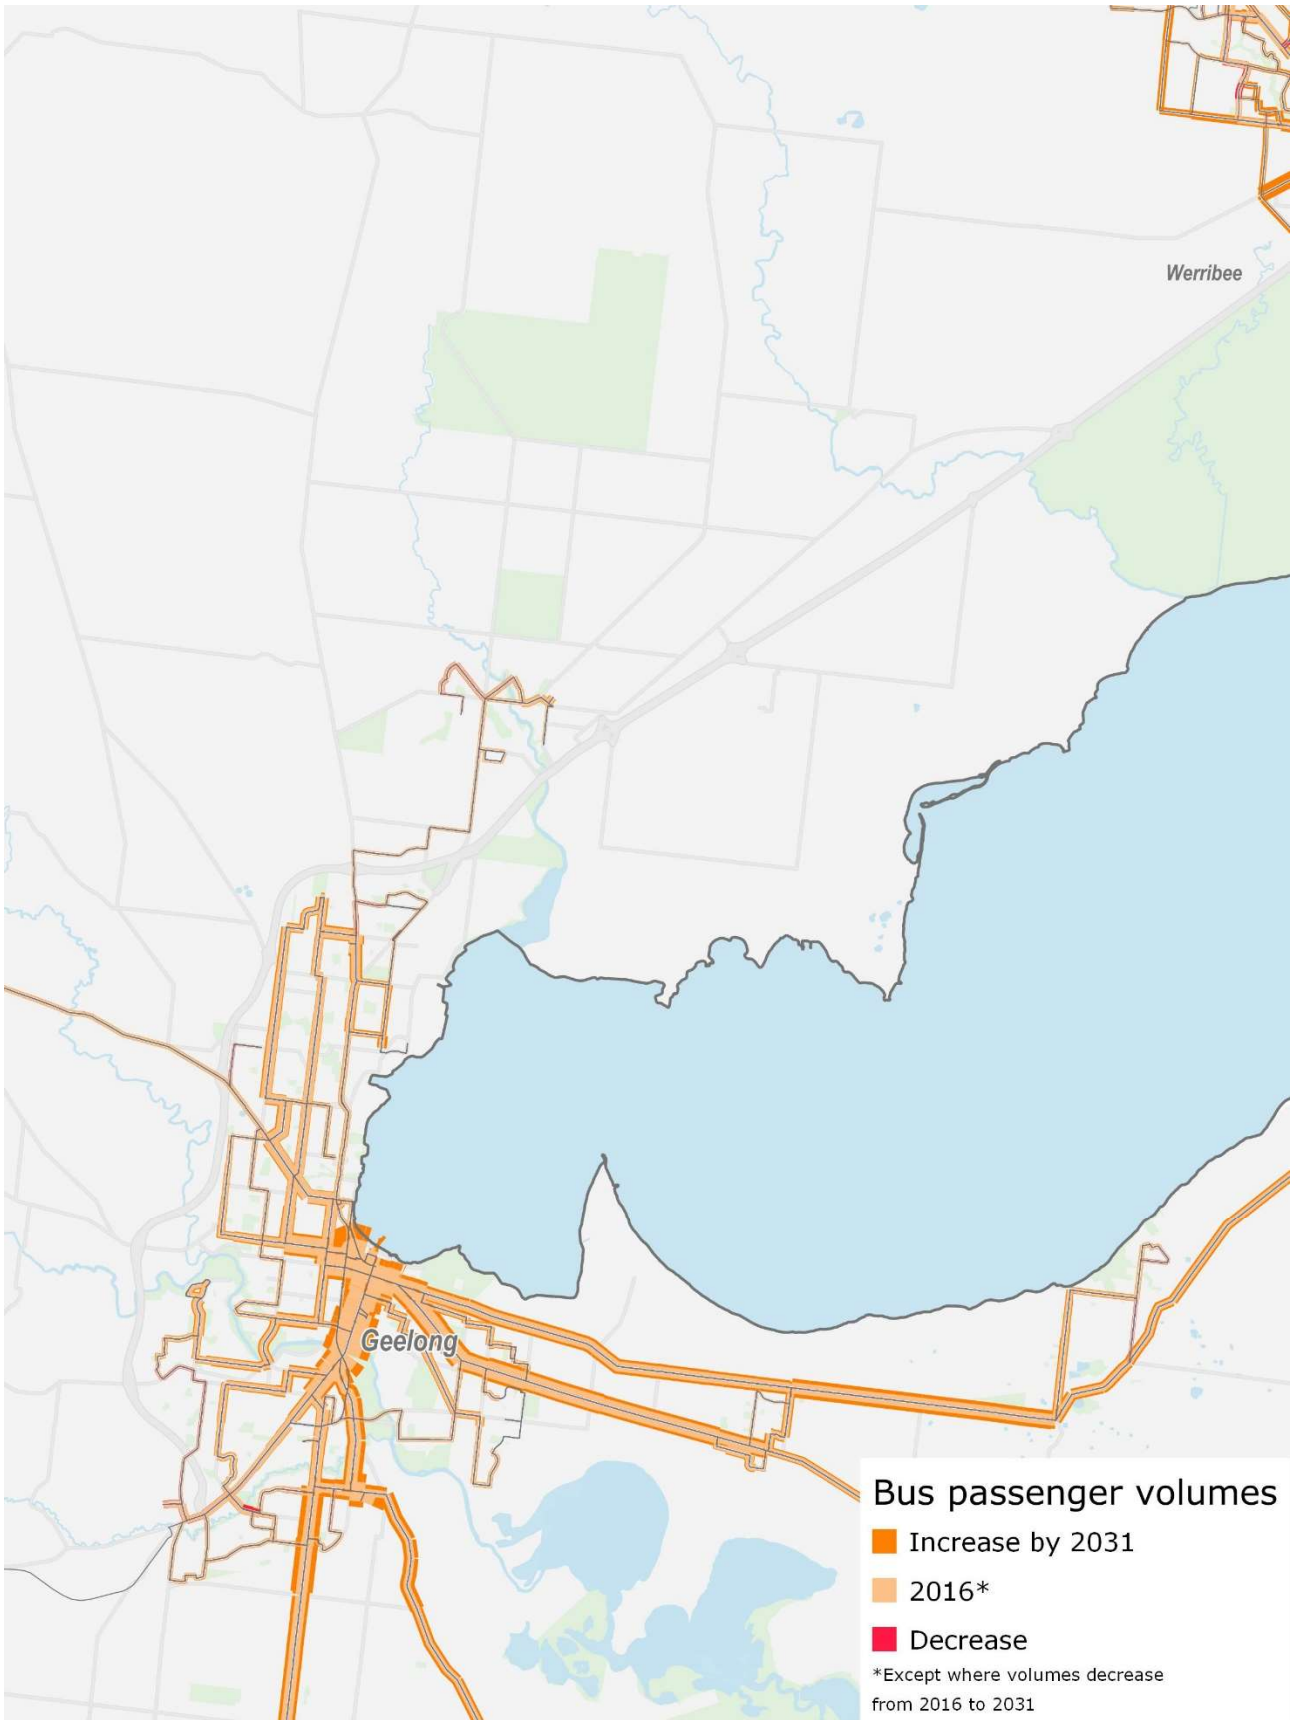 Werribee
Geelong
Bus passenger volumes
Increase by 2031
2016*
Decrease
*Except where volumes decrease
from 2016 to 2031